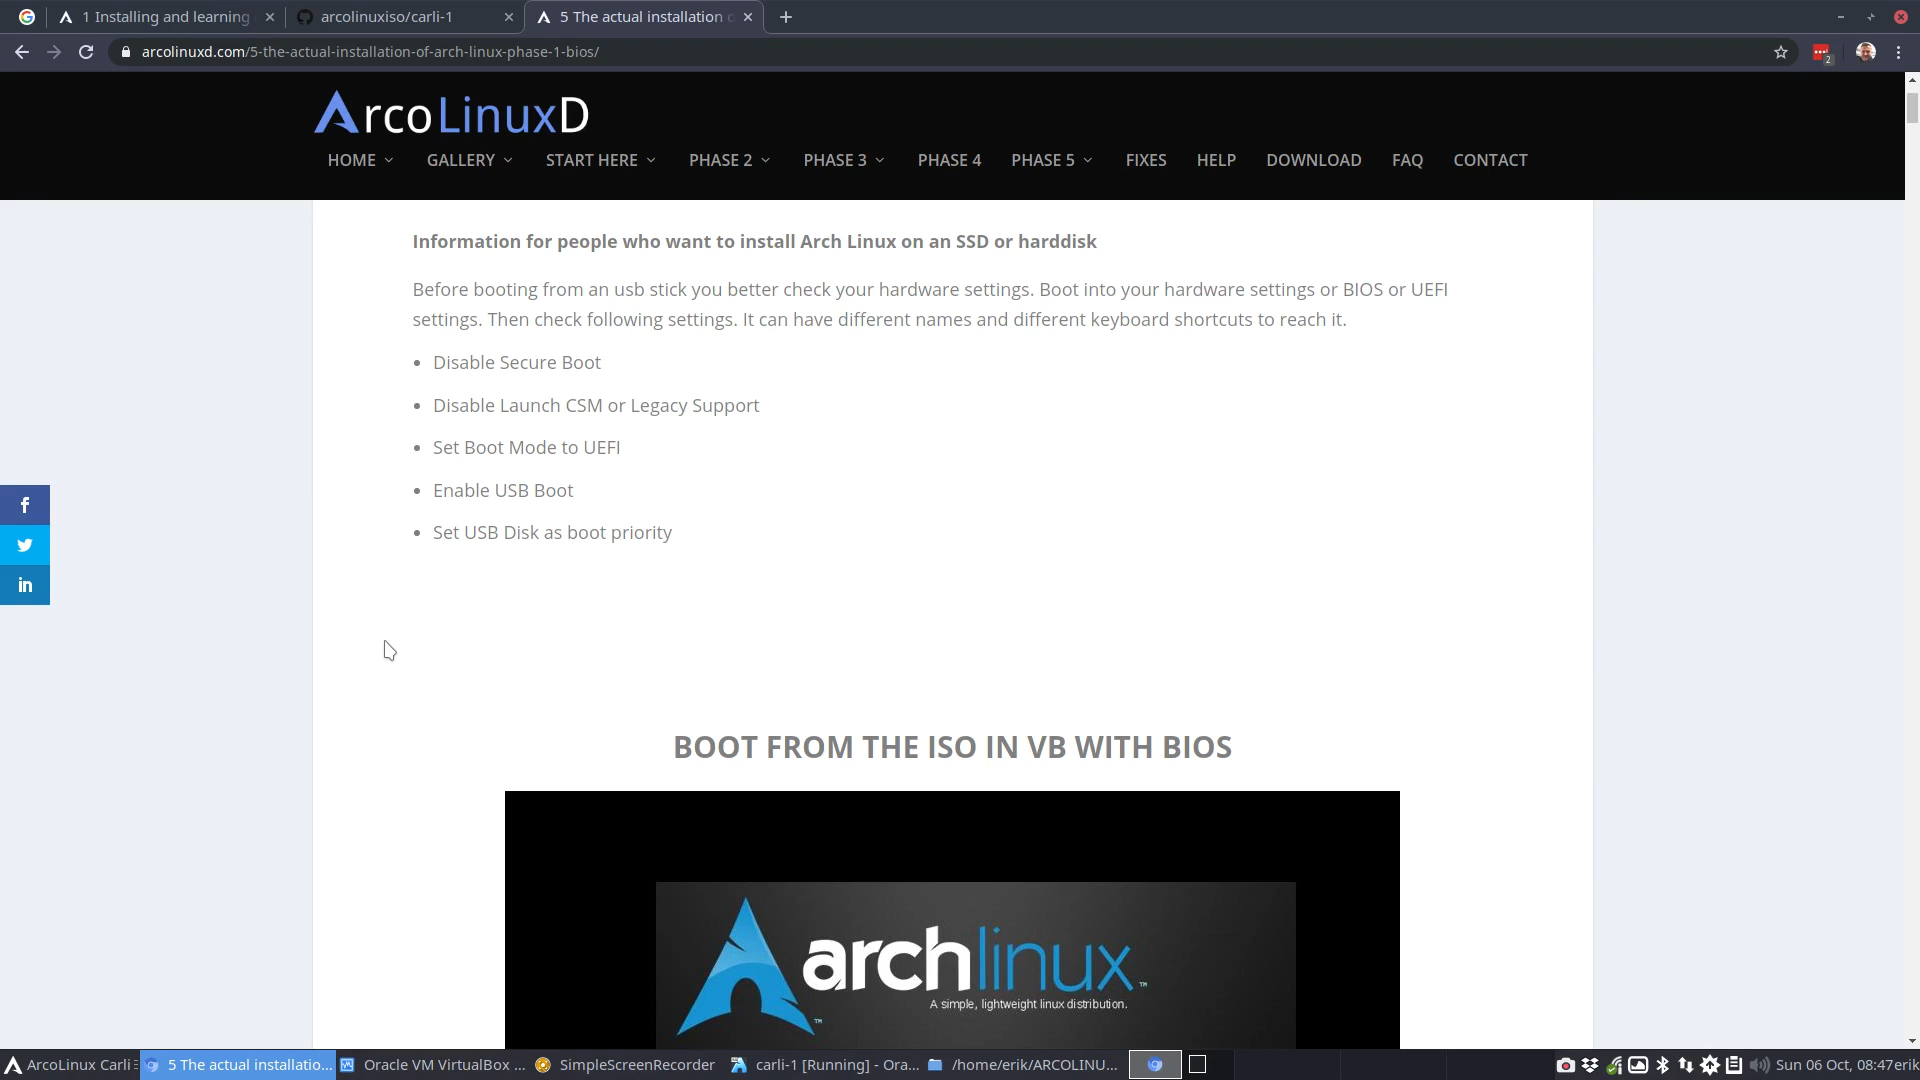 1 Installing and learning
arcolinuxiso/carli-1
5 The actual installation o
arcolinuxd.com/5-the-actual-installation-of-arch-linux-phase-1-bios/
2
ArcoLinuxD
HOME
GALLERY
START HERE
PHASE 2
PHASE 3
PHASE 4
PHASE 5
FIXES
HELP
DOWNLOAD
FAQ
CONTACT
Information for people who want to install Arch Linux on an SSD or harddisk
Before booting from an usb stick you better check your hardware settings. Boot into your hardware settings or BIOS or UEFI
settings. Then check following settings. It can have different names and different keyboard shortcuts to reach it.
• Disable Secure Boot
• Disable Launch CSM or Legacy Support
• Set Boot Mode to UEFI
• Enable USB Boot
• Set USB Disk as boot priority
f
in
BOOT FROM THE ISO IN VB WITH BIOS
archlinux™
A simple, lightweight linux distribution.
™
ArcoLinux Carli
5 The actual installatio...
Oracle VM VirtualBox ...
SimpleScreenRecorder
carli-1 [Running] - Ora...
/home/erik/ARCOLINU...
Sun 06 Oct, 08:47
erik